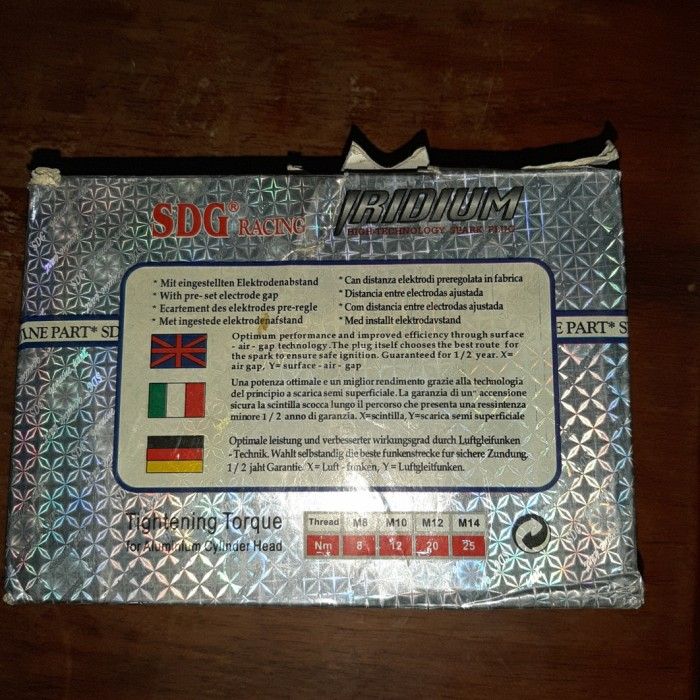 SDG® RACING
IRIDIUM
HIGH TECHNOLOGY SPARK PLUG
* Mit eingestellten Elektrodenabstand
* With pre- set electrode gap
* Ecartement des elektrodes pre-regle
* Met ingestede elektrodenafstand
* Can distanza elektrodi preregolata in fabrica
* Distancia entre electrodas ajustada
* Com distancia entre electrodas ajustada
*Med installt elektrodavstand
ANE PART* SD
E PART* S
Optimum performance and improved efficiency through surface
- air - gap technology.The plug itself chooses the best route for
the spark to ensure safe ignition. Guaranteed for 1/2 year. X=
air gap, Y= surface - air - gap
Una potenza ottimale e un miglior rendimento grazie alla technologia
del principio a scarica semi superficiale. La garanzia di un" accensione
sicura la scintilla scocca lungo il percorso che presenta una ressintenza
minore 1 / 2 anno di garanzia. X=scintilla, Y=scarica semi superficiale
Optimale leistung und verbesserter wirkungsgrad durch Luftgleifunken
- Technik. Wahlt selbstandig die beste funkenstrecke fur sichere Zundung.
1 / 2 jaht Garantie. X= Luft - funken, Y = Luftgleitfunken.
Tightening Torque
for Aluminium Cylinder Head
Thread M8 M10 M12 M14
Nm 8 12 20 25